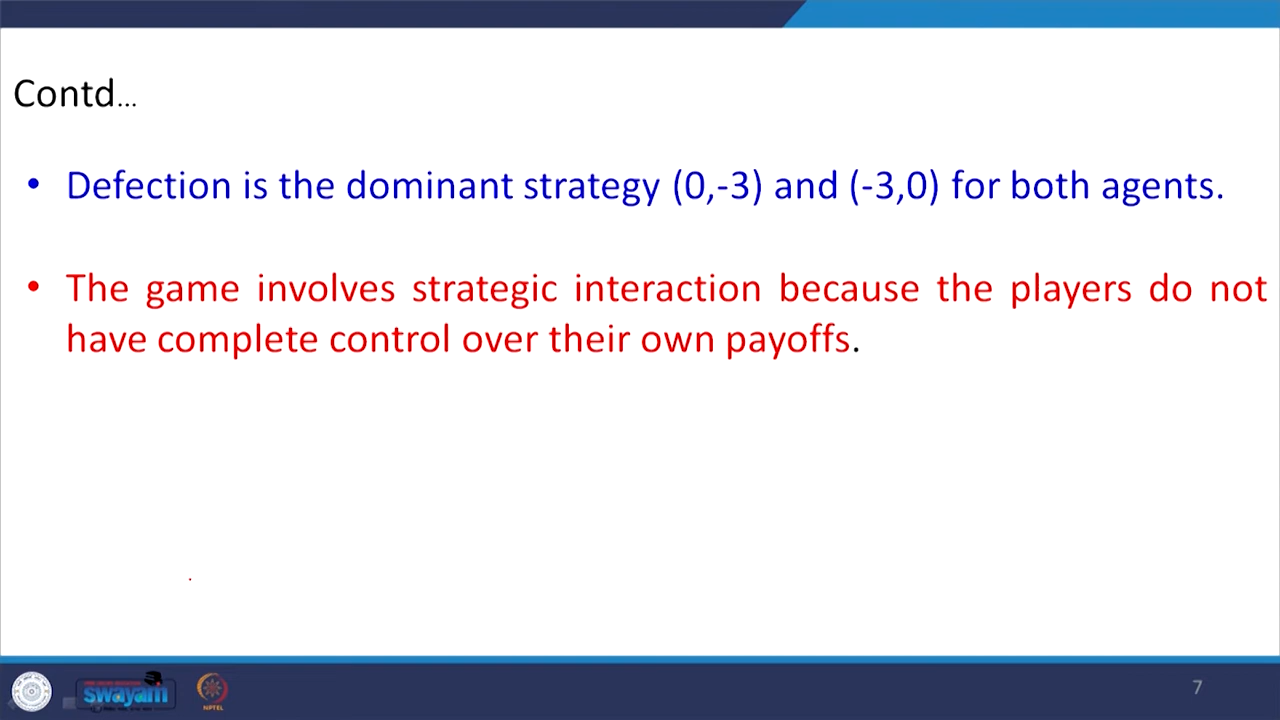 Contd...
• Defection is the dominant strategy (0,-3) and (-3,0) for both agents.
• The game involves strategic interaction because the players do not
have complete control over their own payoffs.
swayam
NPTEL
7